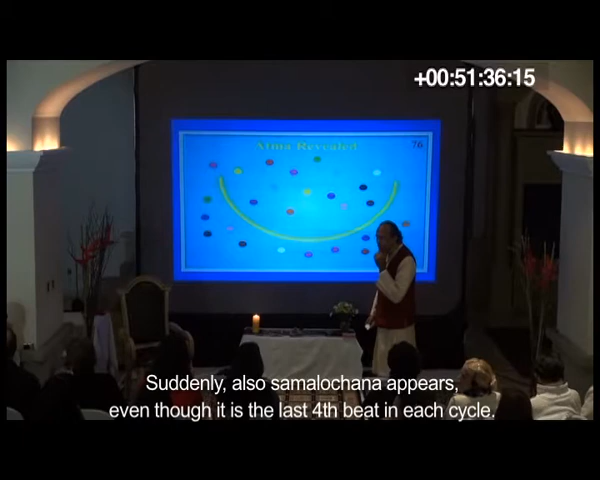 +00:51:36:15
Atma Revealed
76
Suddenly, also samalochana appears,
even though it is the last 4th beat in each cycle.